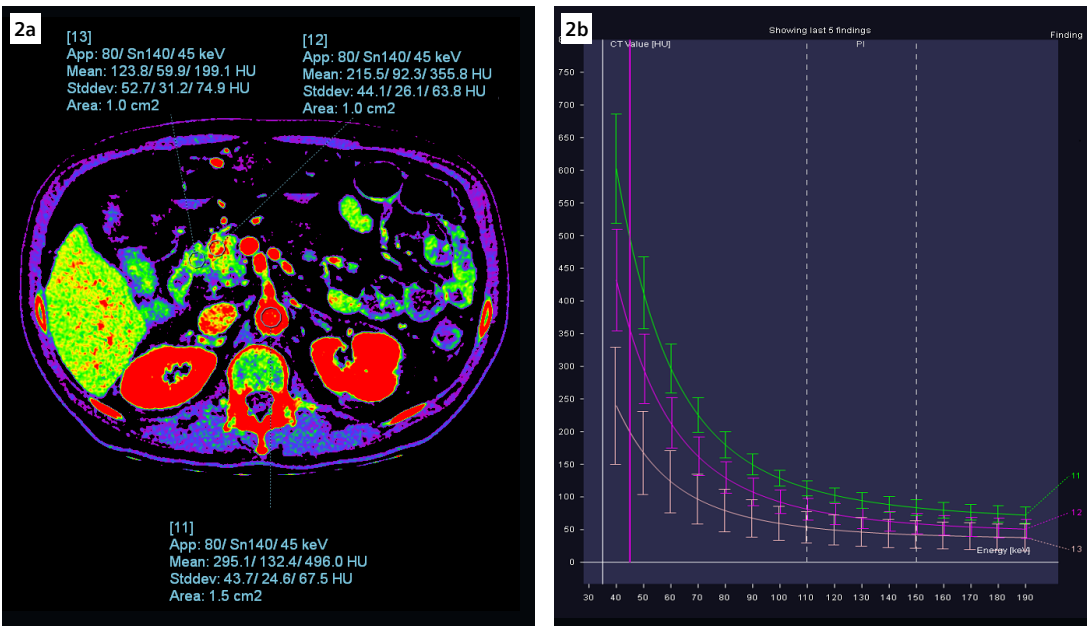 2a
[13]
App: 80/ Sn140/ 45 keV
Mean: 123.8/ 59.9/ 199.1 HU
Stddev: 52.7/ 31.2/ 74.9 HU
Area: 1.0 cm2
[12]
App: 80/ Sn140/ 45 keV
Mean: 215.5/ 92.3/ 355.8 HU
Stddev: 44.1/ 26.1/ 63.8 HU
Area: 1.0 cm2
[11]
App: 80/ Sn140/ 45 keV
Mean: 295.1/ 132.4/ 496.0 HU
Stddev: 43.7/ 24.6/ 67.5 HU
Area: 1.5 cm2
2b
Showing last 5 findings
Finding
CT Value [HU]
PI
750
700
650
600
550
500
450
400
350
300
250
200
150
100
50
0
11
12
13
Energy [keV]
30 40 50 60 70 80 90 100 110 120 130 140 150 160 170 180 190